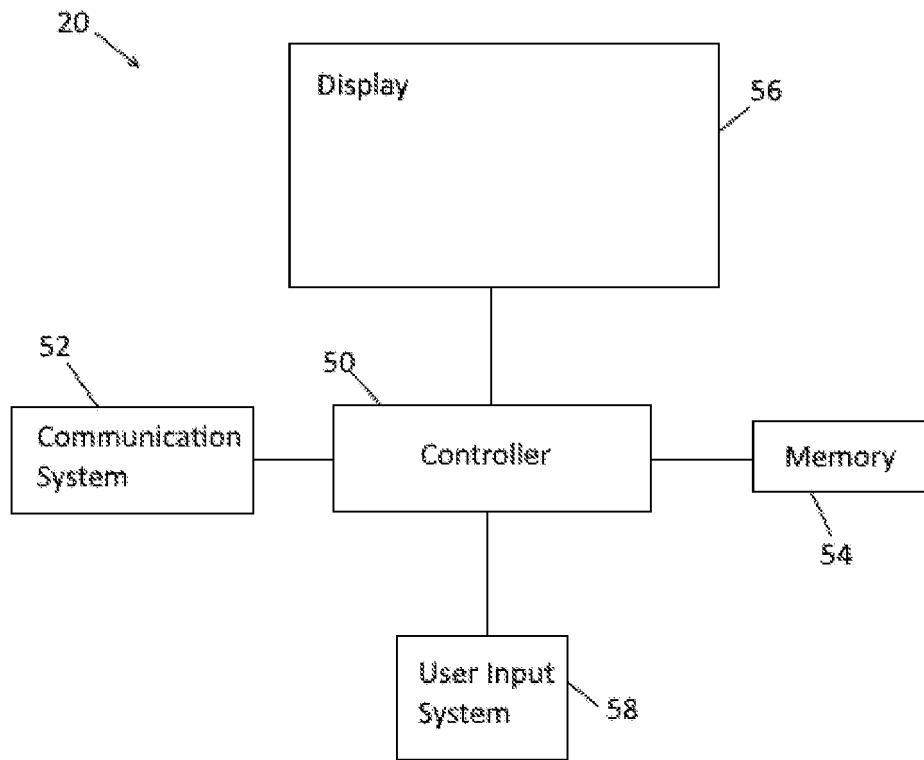 20
Display
56
52
50
Communication
System
Controller
Memory
54
User Input
System
58